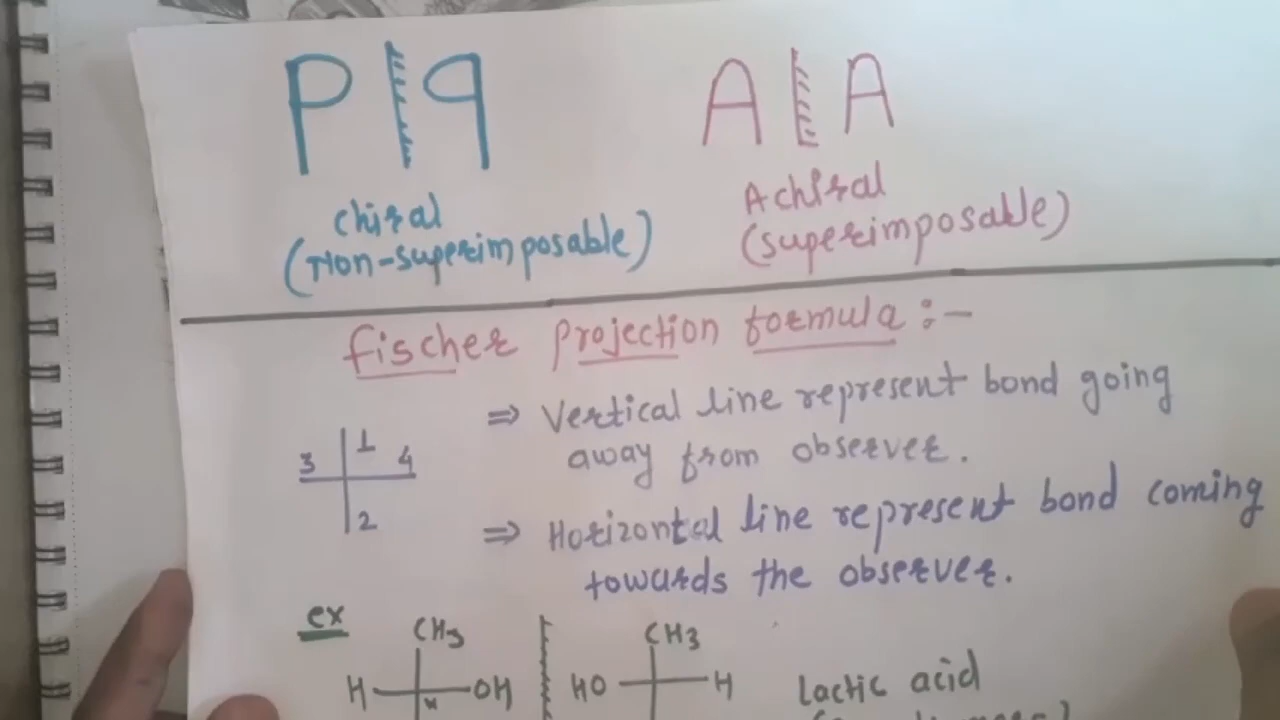 P | q A | A
chiral
(non-superimposable)
Achiral
(superimposable)
Fischer projection formula :-
⇒ Vertical line represent bond going
away from observer.
3 1 4
2
⇒ Horizontal line represent bond coming
towards the observer.
ex
CH3 CH3
H OH HO H
* Lactic acid